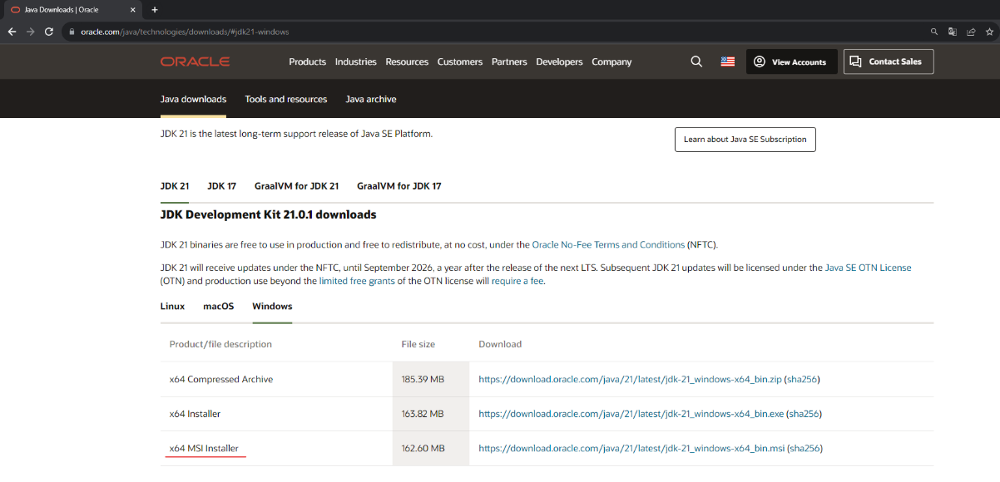 Java Downloads | Oracle
oracle.com/java/technologies/downloads/#jdk21-windows
ORACLE Products Industries Resources Customers Partners Developers Company View Accounts Contact Sales
Java downloads Tools and resources Java archive
JDK 21 is the latest long-term support release of Java SE Platform.
Learn about Java SE Subscription
JDK 21 JDK 17 GraalVM for JDK 21 GraalVM for JDK 17
JDK Development Kit 21.0.1 downloads
JDK 21 binaries are free to use in production and free to redistribute, at no cost, under the Oracle No-Fee Terms and Conditions (NFTC).
JDK 21 will receive updates under the NFTC, until September 2026, a year after the release of the next LTS. Subsequent JDK 21 updates will be licensed under the Java SE OTN License
(OTN) and production use beyond the limited free grants of the OTN license will require a fee.
Linux macOS Windows
Product/file description File size Download
x64 Compressed Archive 185.39 MB https://download.oracle.com/java/21/latest/jdk-21_windows-x64_bin.zip (sha256)
x64 Installer 163.82 MB https://download.oracle.com/java/21/latest/jdk-21_windows-x64_bin.exe (sha256)
x64 MSI Installer 162.60 MB https://download.oracle.com/java/21/latest/jdk-21_windows-x64_bin.msi (sha256)